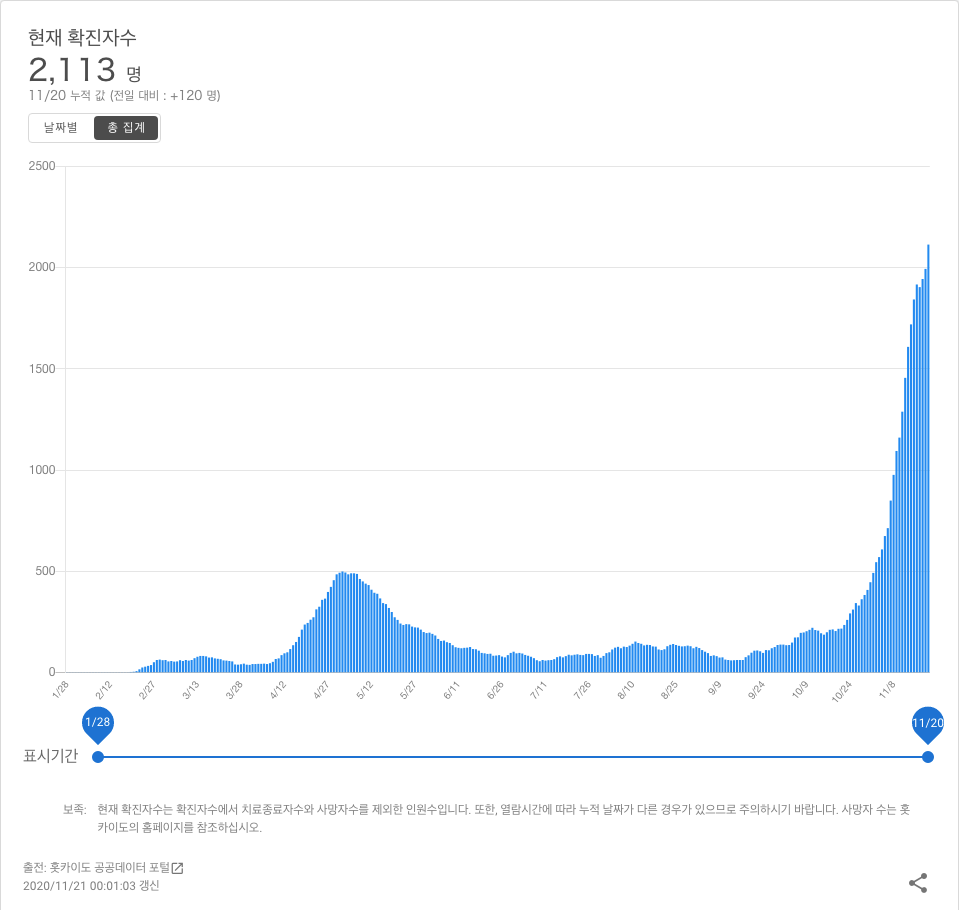 현재 확진자수
2,113 명
11/20 누적 값 (전일 대비 : +120 명)
날짜별 총 집계
2500
2000
1500
1000
500
0
1/28 2/12 2/27 3/13 3/28 4/12 4/27 5/12 5/27 6/11 6/26 7/11 7/26 8/10 8/25 9/9 9/24 10/9 10/24 11/8
1/28 11/20
표시기간
보족: 현재 확진자수는 확진자수에서 치료종료자수와 사망자수를 제외한 인원수입니다. 또한, 열람시간에 따라 누적 날짜가 다른 경우가 있으므로 주의하시기 바랍니다. 사망자 수는 홋
카이도의 홈페이지를 참조하십시오.
출전: 홋카이도 공공데이터 포털
2020/11/21 00:01:03 갱신